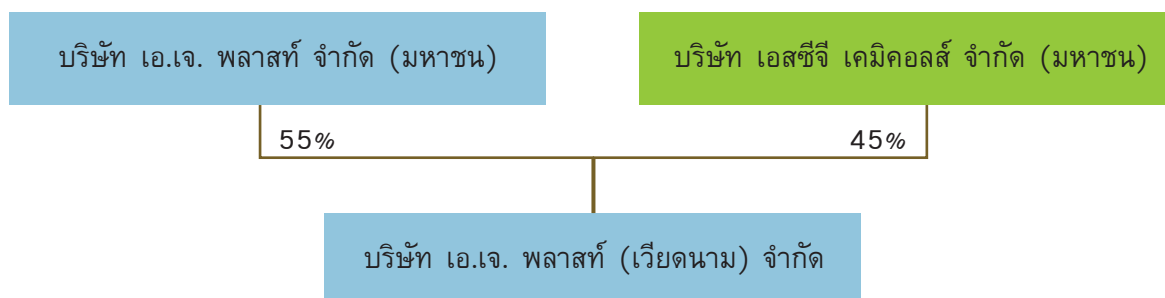 บริษัท เอ.เจ. พลาสท์ จำกัด (มหาชน)
บริษัท เอสซีจี เคมิคอลส์ จำกัด (มหาชน)
55%
45%
บริษัท เอ.เจ. พลาสท์ (เวียดนาม) จำกัด